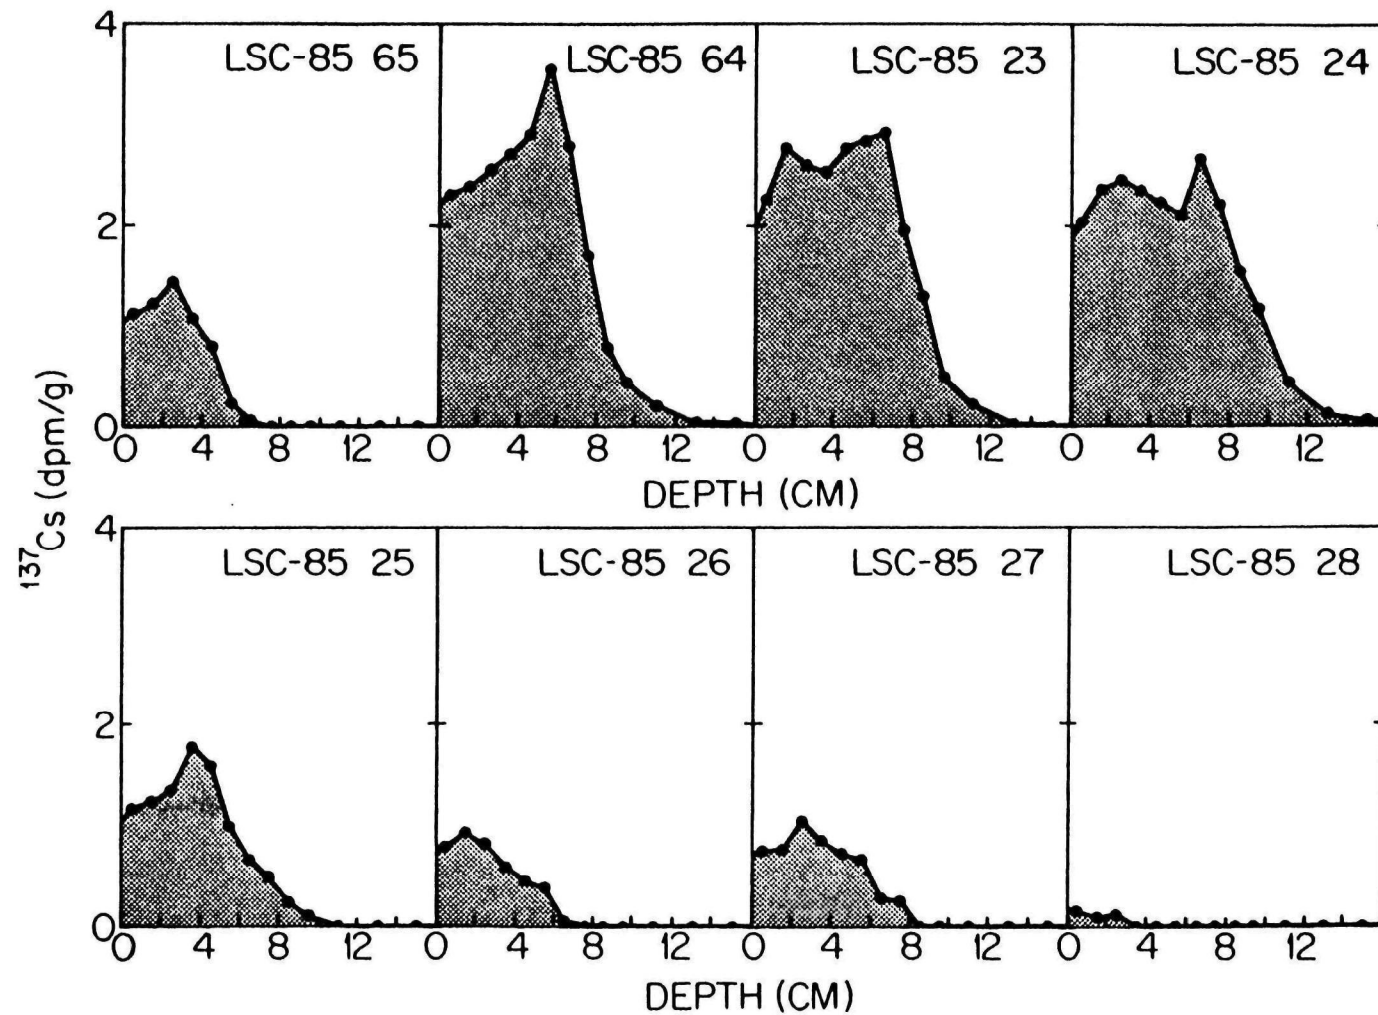 4 LSC-85 65 LSC-85 64 LSC-85 23 LSC-85 24
2
0
0 4 8 12 0 4 8 12 0 4 8 12 0 4 8 12
DEPTH (CM)
137Cs (dpm/g)
4 LSC-85 25 LSC-85 26 LSC-85 27 LSC-85 28
2
0
0 4 8 12 0 4 8 12 0 4 8 12 0 4 8 12
DEPTH (CM)